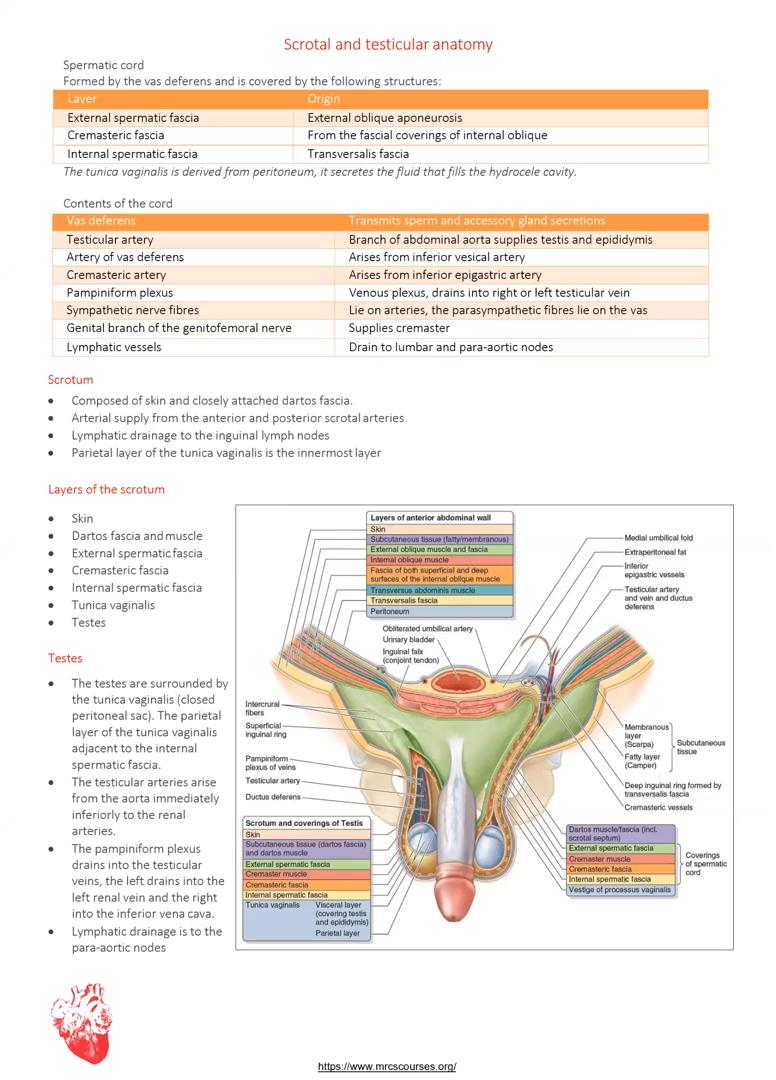 Scrotal and testicular anatomy
Spermatic cord
Formed by the vas deferens and is covered by the following structures:
Layer Origin
External spermatic fascia External oblique aponeurosis
Cremasteric fascia From the fascial coverings of internal oblique
Internal spermatic fascia Transversalis fascia
The tunica vaginalis is derived from peritoneum, it secretes the fluid that fills the hydrocele cavity.
Contents of the cord
Vas deferens Transmits sperm and accessory gland secretions
Testicular artery Branch of abdominal aorta supplies testis and epididymis
Artery of vas deferens Arises from inferior vesical artery
Cremasteric artery Arises from inferior epigastric artery
Pampiniform plexus Venous plexus, drains into right or left testicular vein
Sympathetic nerve fibres Lie on arteries, the parasympathetic fibres lie on the vas
Genital branch of the genitofemoral nerve Supplies cremaster
Lymphatic vessels Drain to lumbar and para-aortic nodes
Scrotum
• Composed of skin and closely attached dartos fascia.
• Arterial supply from the anterior and posterior scrotal arteries
• Lymphatic drainage to the inguinal lymph nodes
• Parietal layer of the tunica vaginalis is the innermost layer
Layers of the scrotum
• Skin
• Dartos fascia and muscle
• External spermatic fascia
• Cremasteric fascia
• Internal spermatic fascia
• Tunica vaginalis
• Testes
Testes
• The testes are surrounded by
the tunica vaginalis (closed
peritoneal sac). The parietal
layer of the tunica vaginalis
adjacent to the internal
spermatic fascia.
• The testicular arteries arise
from the aorta immediately
inferiorly to the renal
arteries.
• The pampiniform plexus
drains into the testicular
veins, the left drains into the
left renal vein and the right
into the inferior vena cava.
• Lymphatic drainage is to the
para-aortic nodes
Layers of anterior abdominal wall
Skin
Subcutaneous tissue (fatty/membranous)
External oblique muscle and fascia
Internal oblique muscle
Fascia of both superficial and deep
surfaces of the internal oblique muscle
Transversus abdominis muscle
Transversalis fascia
Peritoneum
Obliterated umbilical artery
Urinary bladder
Inguinal falx
(conjoint tendon)
Medial umbilical fold
Extraperitoneal fat
Inferior
epigastric vessels
Testicular artery
and vein and ductus
deferens
Intercrural
fibers
Superficial
inguinal ring
Pampiniform
plexus of veins
Testicular artery
Ductus deferens
Membranous
layer
(Scarpa)
Fatty layer
(Camper)
Subcutaneous
tissue
Deep inguinal ring formed by
transversalis fascia
Cremasteric vessels
Scrotum and coverings of Testis
Skin
Subcutaneous tissue (dartos fascia)
and dartos muscle
External spermatic fascia
Cremaster muscle
Cremasteric fascia
Internal spermatic fascia
Tunica vaginalis Visceral layer
(covering testis
and epididymis)
Parietal layer
Dartos muscle/fascia (incl.
scrotal septum)
External spermatic fascia
Cremaster muscle
Cremasteric fascia
Internal spermatic fascia
Vestige of processus vaginalis
Coverings
of spermatic
cord
https://www.mrcscourses.org/